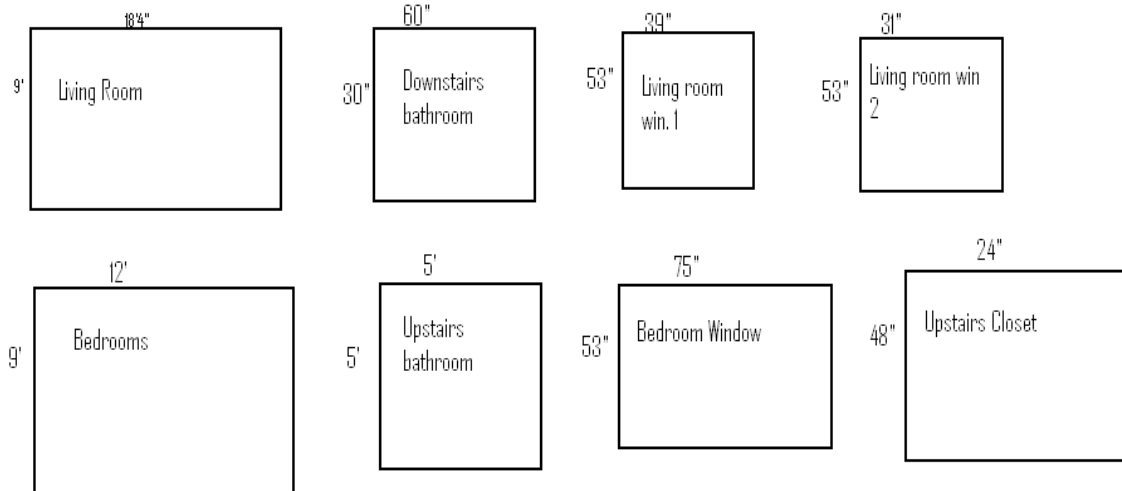 18'4"
9'
Living Room
60"
30"
Downstairs
bathroom
39"
53"
Living room
win. 1
31"
53"
Living room win
2
12'
9'
Bedrooms
5'
5'
Upstairs
bathroom
75"
53"
Bedroom Window
24"
48"
Upstairs Closet